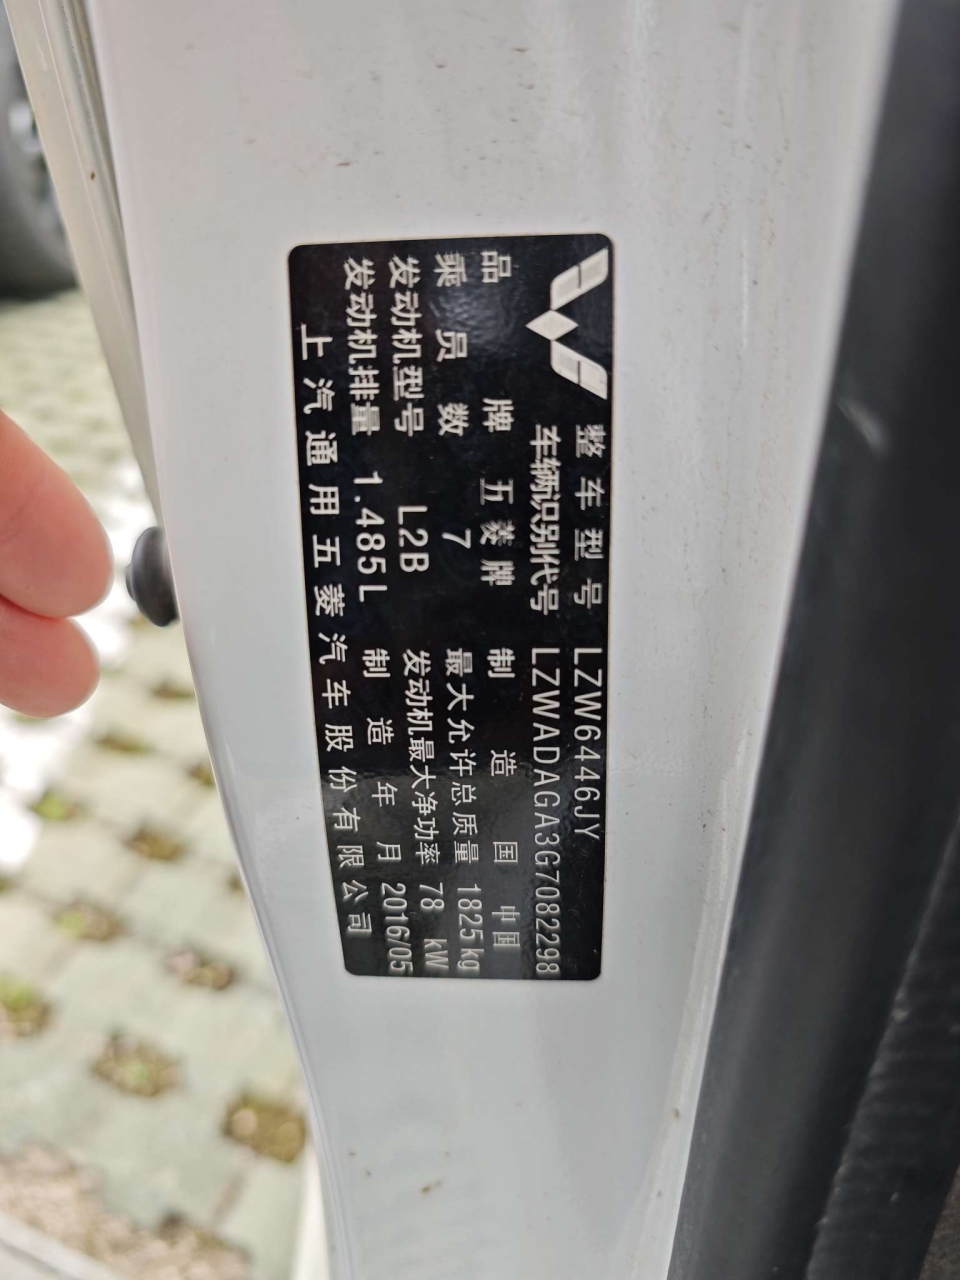 整车型号 LZW6446JY
车辆识别代号 LZWADAGA3G7082298
品牌 五菱牌 制造国 中国
乘员数 7 最大允许总质量 1825kg
发动机型号 L2B 发动机最大净功率 78 kW
发动机排量 1.485L 制造年月 2016/05
上汽通用五菱汽车股份有限公司